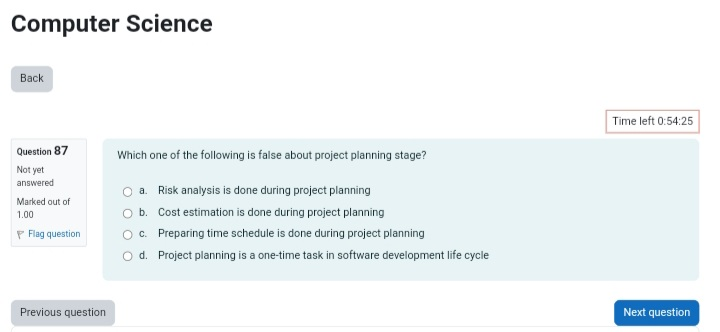 Computer Science
Back
Time left 0:54:25
Question 87
Not yet
answered
Marked out of
1.00
Flag question
Which one of the following is false about project planning stage?
a. Risk analysis is done during project planning
b. Cost estimation is done during project planning
c. Preparing time schedule is done during project planning
d. Project planning is a one-time task in software development life cycle
Previous question
Next question